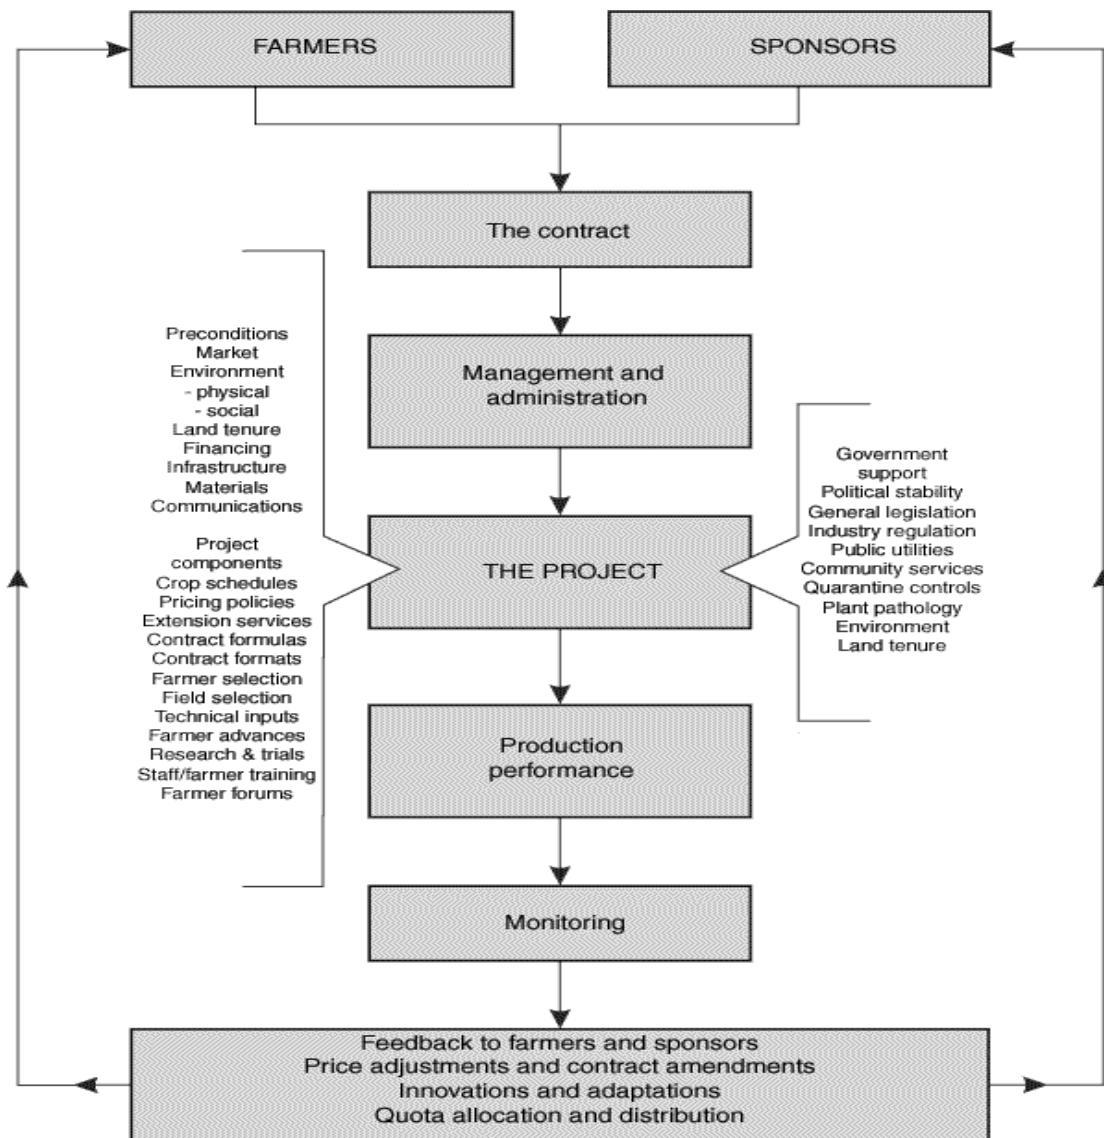 FARMERS
SPONSORS
The contract
Management and
administration
Preconditions
Market
Environment
- physical
- social
Land tenure
Financing
Infrastructure
Materials
Communications
Project
components
Crop schedules
Pricing policies
Extension services
Contract formulas
Contract formats
Farmer selection
Field selection
Technical inputs
Farmer advances
Research & trials
Staff/farmer training
Farmer forums
THE PROJECT
Government
support
Political stability
General legislation
Industry regulation
Public utilities
Community services
Quarantine controls
Plant pathology
Environment
Land tenure
Production
performance
Monitoring
Feedback to farmers and sponsors
Price adjustments and contract amendments
Innovations and adaptations
Quota allocation and distribution